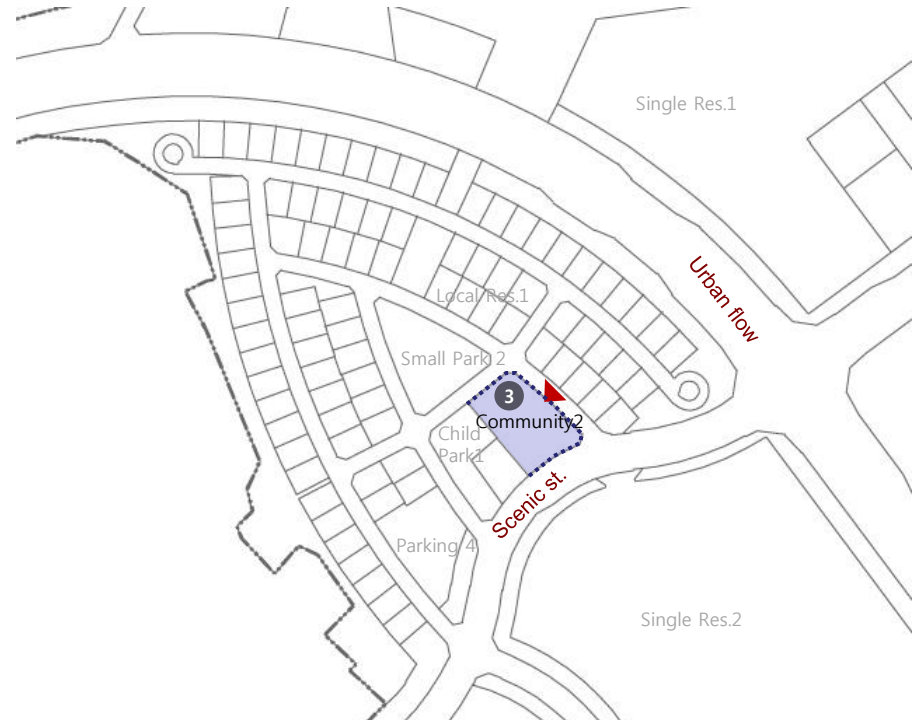 Single Res.1
Urban flow
Local Res.1
Small Park 2
3
Community2
Child
Park1
Scenic st.
Parking 4
Single Res.2